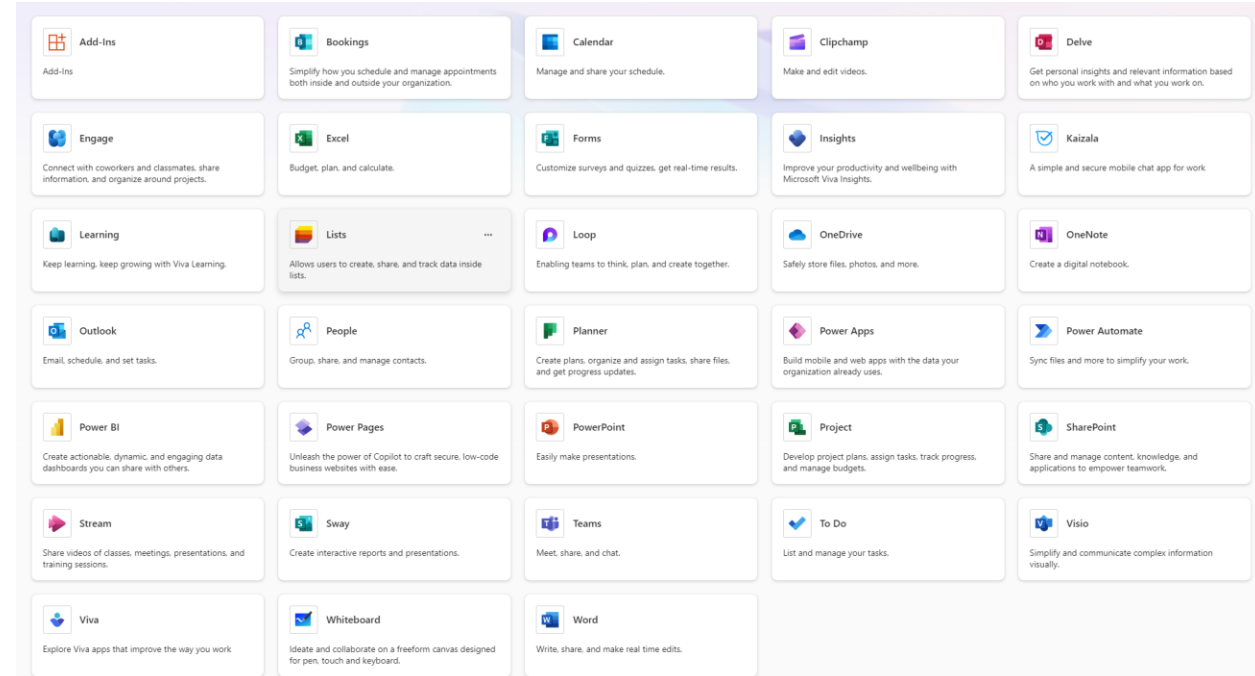 Add-Ins
Add-Ins
Bookings
Simplify how you schedule and manage appointments
both inside and outside your organization.
Calendar
Manage and share your schedule.
Clipchamp
Make and edit videos.
Delve
Get personal insights and relevant information based
on who you work with and what you work on.
Engage
Connect with coworkers and classmates, share
information, and organize around projects.
Excel
Budget, plan, and calculate.
Forms
Customize surveys and quizzes, get real-time results.
Insights
Improve your productivity and wellbeing with
Microsoft Viva Insights.
Kaizala
A simple and secure mobile chat app for work
Learning
Keep learning, keep growing with Viva Learning.
Lists
Allows users to create, share, and track data inside
lists.
Loop
Enabling teams to think, plan, and create together.
OneDrive
Safely store files, photos, and more.
OneNote
Create a digital notebook.
Outlook
Email, schedule, and set tasks.
People
Group, share, and manage contacts.
Planner
Create plans, organize and assign tasks, share files,
and get progress updates.
Power Apps
Build mobile and web apps with the data your
organization already uses.
Power Automate
Sync files and more to simplify your work.
Power BI
Create actionable, dynamic, and engaging data
dashboards you can share with others.
Power Pages
Unleash the power of Copilot to craft secure, low-code
business websites with ease.
PowerPoint
Easily make presentations.
Project
Develop project plans, assign tasks, track progress,
and manage budgets.
SharePoint
Share and manage content, knowledge, and
applications to empower teamwork.
Stream
Share videos of classes, meetings, presentations, and
training sessions.
Sway
Create interactive reports and presentations.
Teams
Meet, share, and chat.
To Do
List and manage your tasks.
Visio
Simplify and communicate complex information
visually.
Viva
Explore Viva apps that improve the way you work
Whiteboard
Ideate and collaborate on a freeform canvas designed
for pen, touch and keyboard.
Word
Write, share, and make real time edits.